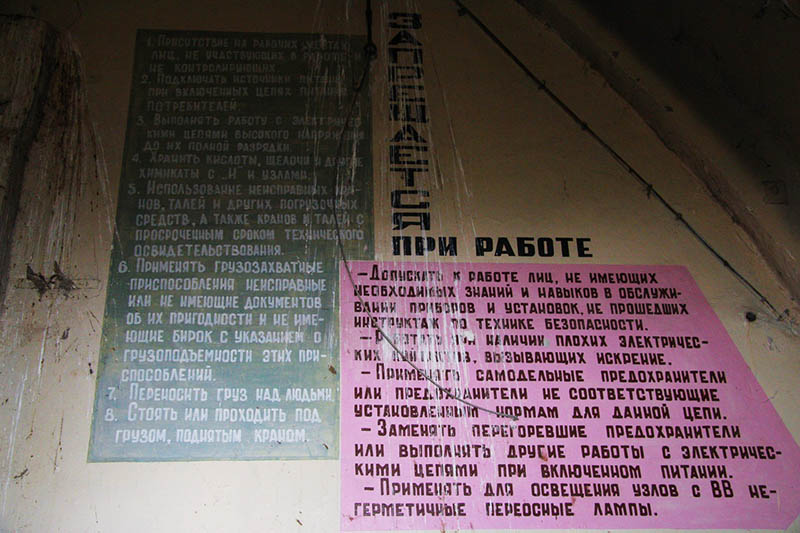 1. Присутствие на рабочих местах
лиц, не участвующих в работе и
не контролирующих.
2. Подключать источники питания
при включенных цепях питания
потребителей.
3. Выполнять работу с электричес-
кими цепями высокого напряжения
до их полной разрядки.
4. Хранить кислоты, щелочи и другие
химикаты с И и узлами.
5. Использование неисправных кра-
нов, талей и других погрузочных
средств, а также кранов и талей с
просроченным сроком технического
освидетельствования.
6. Применять грузозахватные
приспособления неисправные
или не имеющие документов
об их пригодности и не име-
ющие бирок с указанием о
грузоподъемности этих при-
способлений.
7. Переносить груз над людьми.
8. Стоять или проходить под
грузом, поднятым краном.
ЗАПРЕЩАЕТСЯ
ПРИ РАБОТЕ
– Допускать к работе лиц, не имеющих
необходимых знаний и навыков в обслужи-
вании приборов и установок, не прошедших
инструктаж по технике безопасности.
– Работать при наличии плохих электричес-
ких контактов, вызывающих искрение.
– Применять самодельные предохранители
или предохранители не соответствующие
установленным нормам для данной цепи.
– Заменять перегоревшие предохранители
или выполнять другие работы с электричес-
кими цепями при включенном питании.
– Применять для освещения узлов с ВВ не-
герметичные переосные лампы.